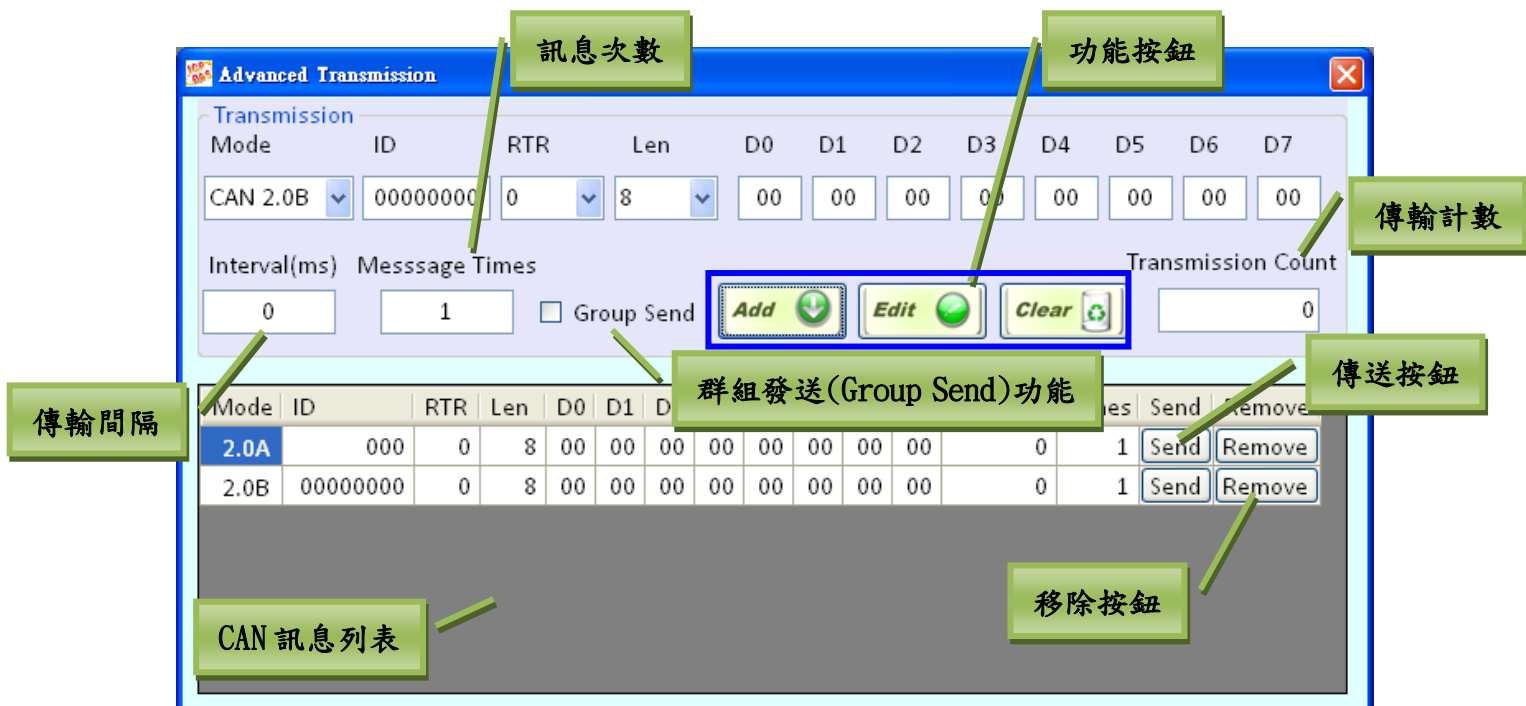 訊息次數
功能按鈕
Advanced Transmission
Transmission
Mode ID RTR Len D0 D1 D2 D3 D4 D5 D6 D7
CAN 2.0B 00000000 0 8 00 00 00 00 00 00 00 00
傳輸計數
Interval(ms) Messsage Times Transmission Count
0 1 Group Send Add Edit Clear 0
群組發送(Group Send)功能
傳送按鈕
傳輸間隔
Mode ID RTR Len D0 D1 Send Remove
2.0A 000 0 8 00 00 00 00 00 00 00 00 0 1 Send Remove
2.0B 00000000 0 8 00 00 00 00 00 00 00 00 0 1 Send Remove
移除按鈕
CAN 訊息列表